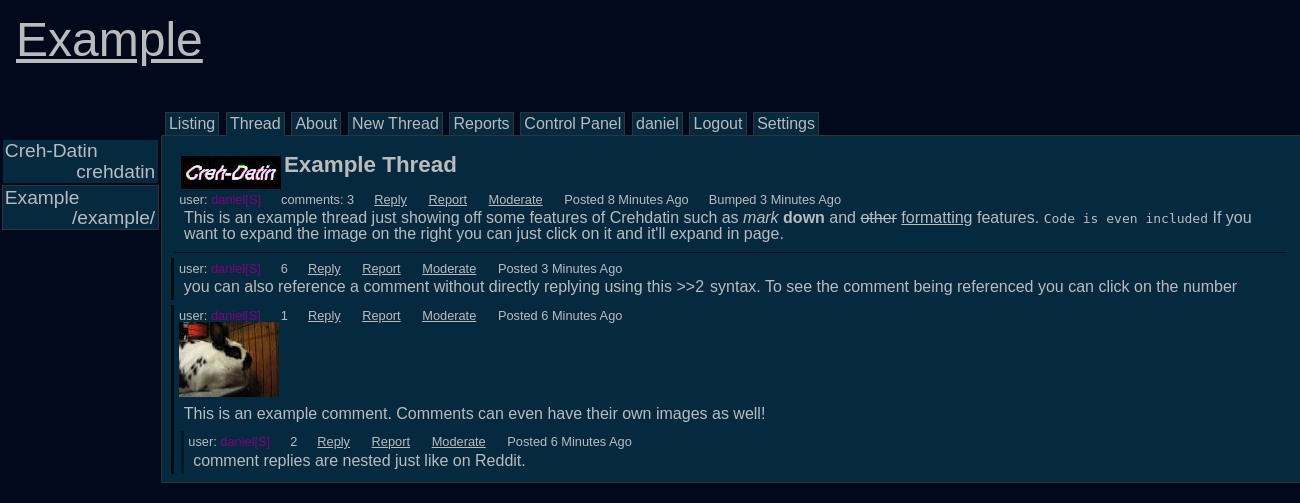 Example
Listing Thread About New Thread Reports Control Panel daniel Logout Settings
Creh-Datin
crehdatin
Example
/example/
Creh-Datin Example Thread
user: daniel[S] comments: 3 Reply Report Moderate Posted 8 Minutes Ago Bumped 3 Minutes Ago
This is an example thread just showing off some features of Crehdatin such as mark down and other formatting features. Code is even included If you
want to expand the image on the right you can just click on it and it'll expand in page.
user: daniel[S] 6 Reply Report Moderate Posted 3 Minutes Ago
you can also reference a comment without directly replying using this >>2 syntax. To see the comment being referenced you can click on the number
user: daniel[S] 1 Reply Report Moderate Posted 6 Minutes Ago
This is an example comment. Comments can even have their own images as well!
user: daniel[S] 2 Reply Report Moderate Posted 6 Minutes Ago
comment replies are nested just like on Reddit.